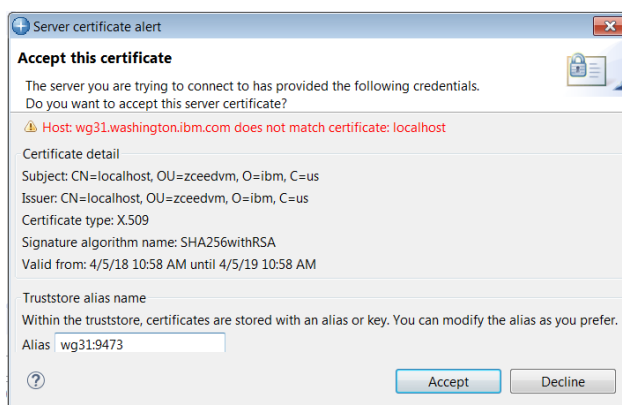 Server certificate alert
Accept this certificate
The server you are trying to connect to has provided the following credentials.
Do you want to accept this server certificate?
Host: wg31.washington.ibm.com does not match certificate: localhost
Certificate detail
Subject: CN=localhost, OU=zceedvm, O=ibm, C=us
Issuer: CN=localhost, OU=zceedvm, O=ibm, C=us
Certificate type: X.509
Signature algorithm name: SHA256withRSA
Valid from: 4/5/18 10:58 AM until 4/5/19 10:58 AM
Truststore alias name
Within the truststore, certificates are stored with an alias or key. You can modify the alias as you prefer.
Alias wg31:9473
? Accept Decline